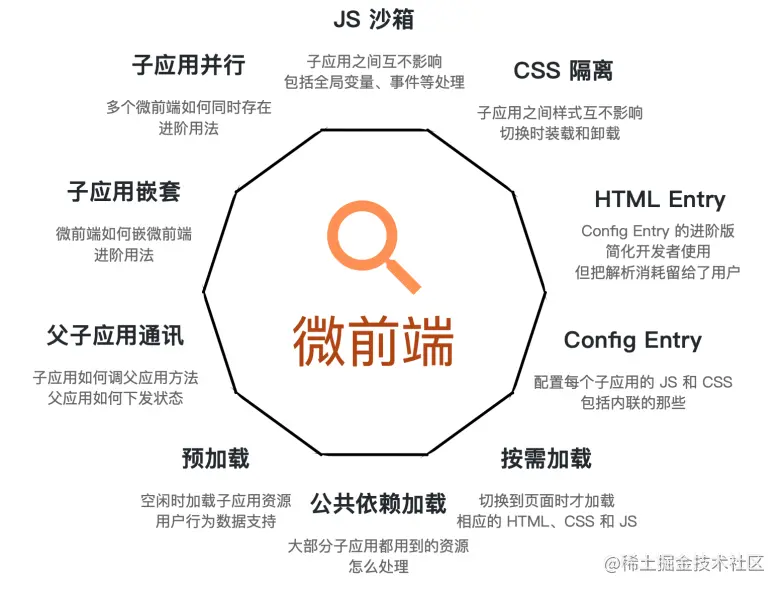 JS 沙箱
子应用之间互不影响
包括全局变量、事件等处理
CSS 隔离
子应用之间样式互不影响
切换时装载和卸载
HTML Entry
Config Entry 的进阶版
简化开发者使用
但把解析消耗留给了用户
Config Entry
配置每个子应用的 JS 和 CSS
包括内联的那些
按需加载
切换到页面时才加载
相应的 HTML、CSS 和 JS
公共依赖加载
大部分子应用都用到的资源
怎么处理
预加载
空闲时加载子应用资源
用户行为数据支持
父子应用通讯
子应用如何调父应用方法
父应用如何下发状态
子应用嵌套
微前端如何嵌微前端
进阶用法
子应用并行
多个微前端如何同时存在
进阶用法
微前端
@稀土掘金技术社区